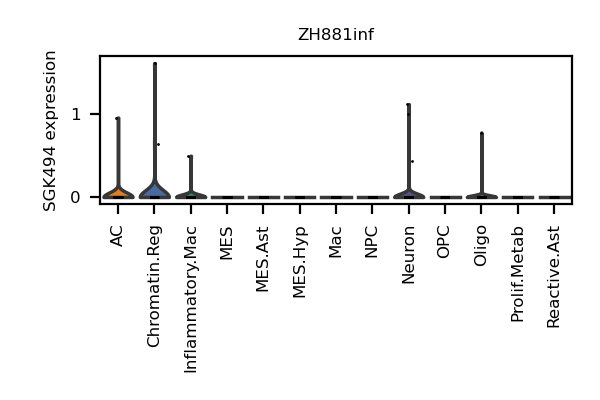 ZH881inf
SGK494 expression
1
0
AC
Chromatin.Reg
Inflammatory.Mac
MES
MES.Ast
MES.Hyp
Mac
NPC
Neuron
OPC
Oligo
Prolif.Metab
Reactive.Ast